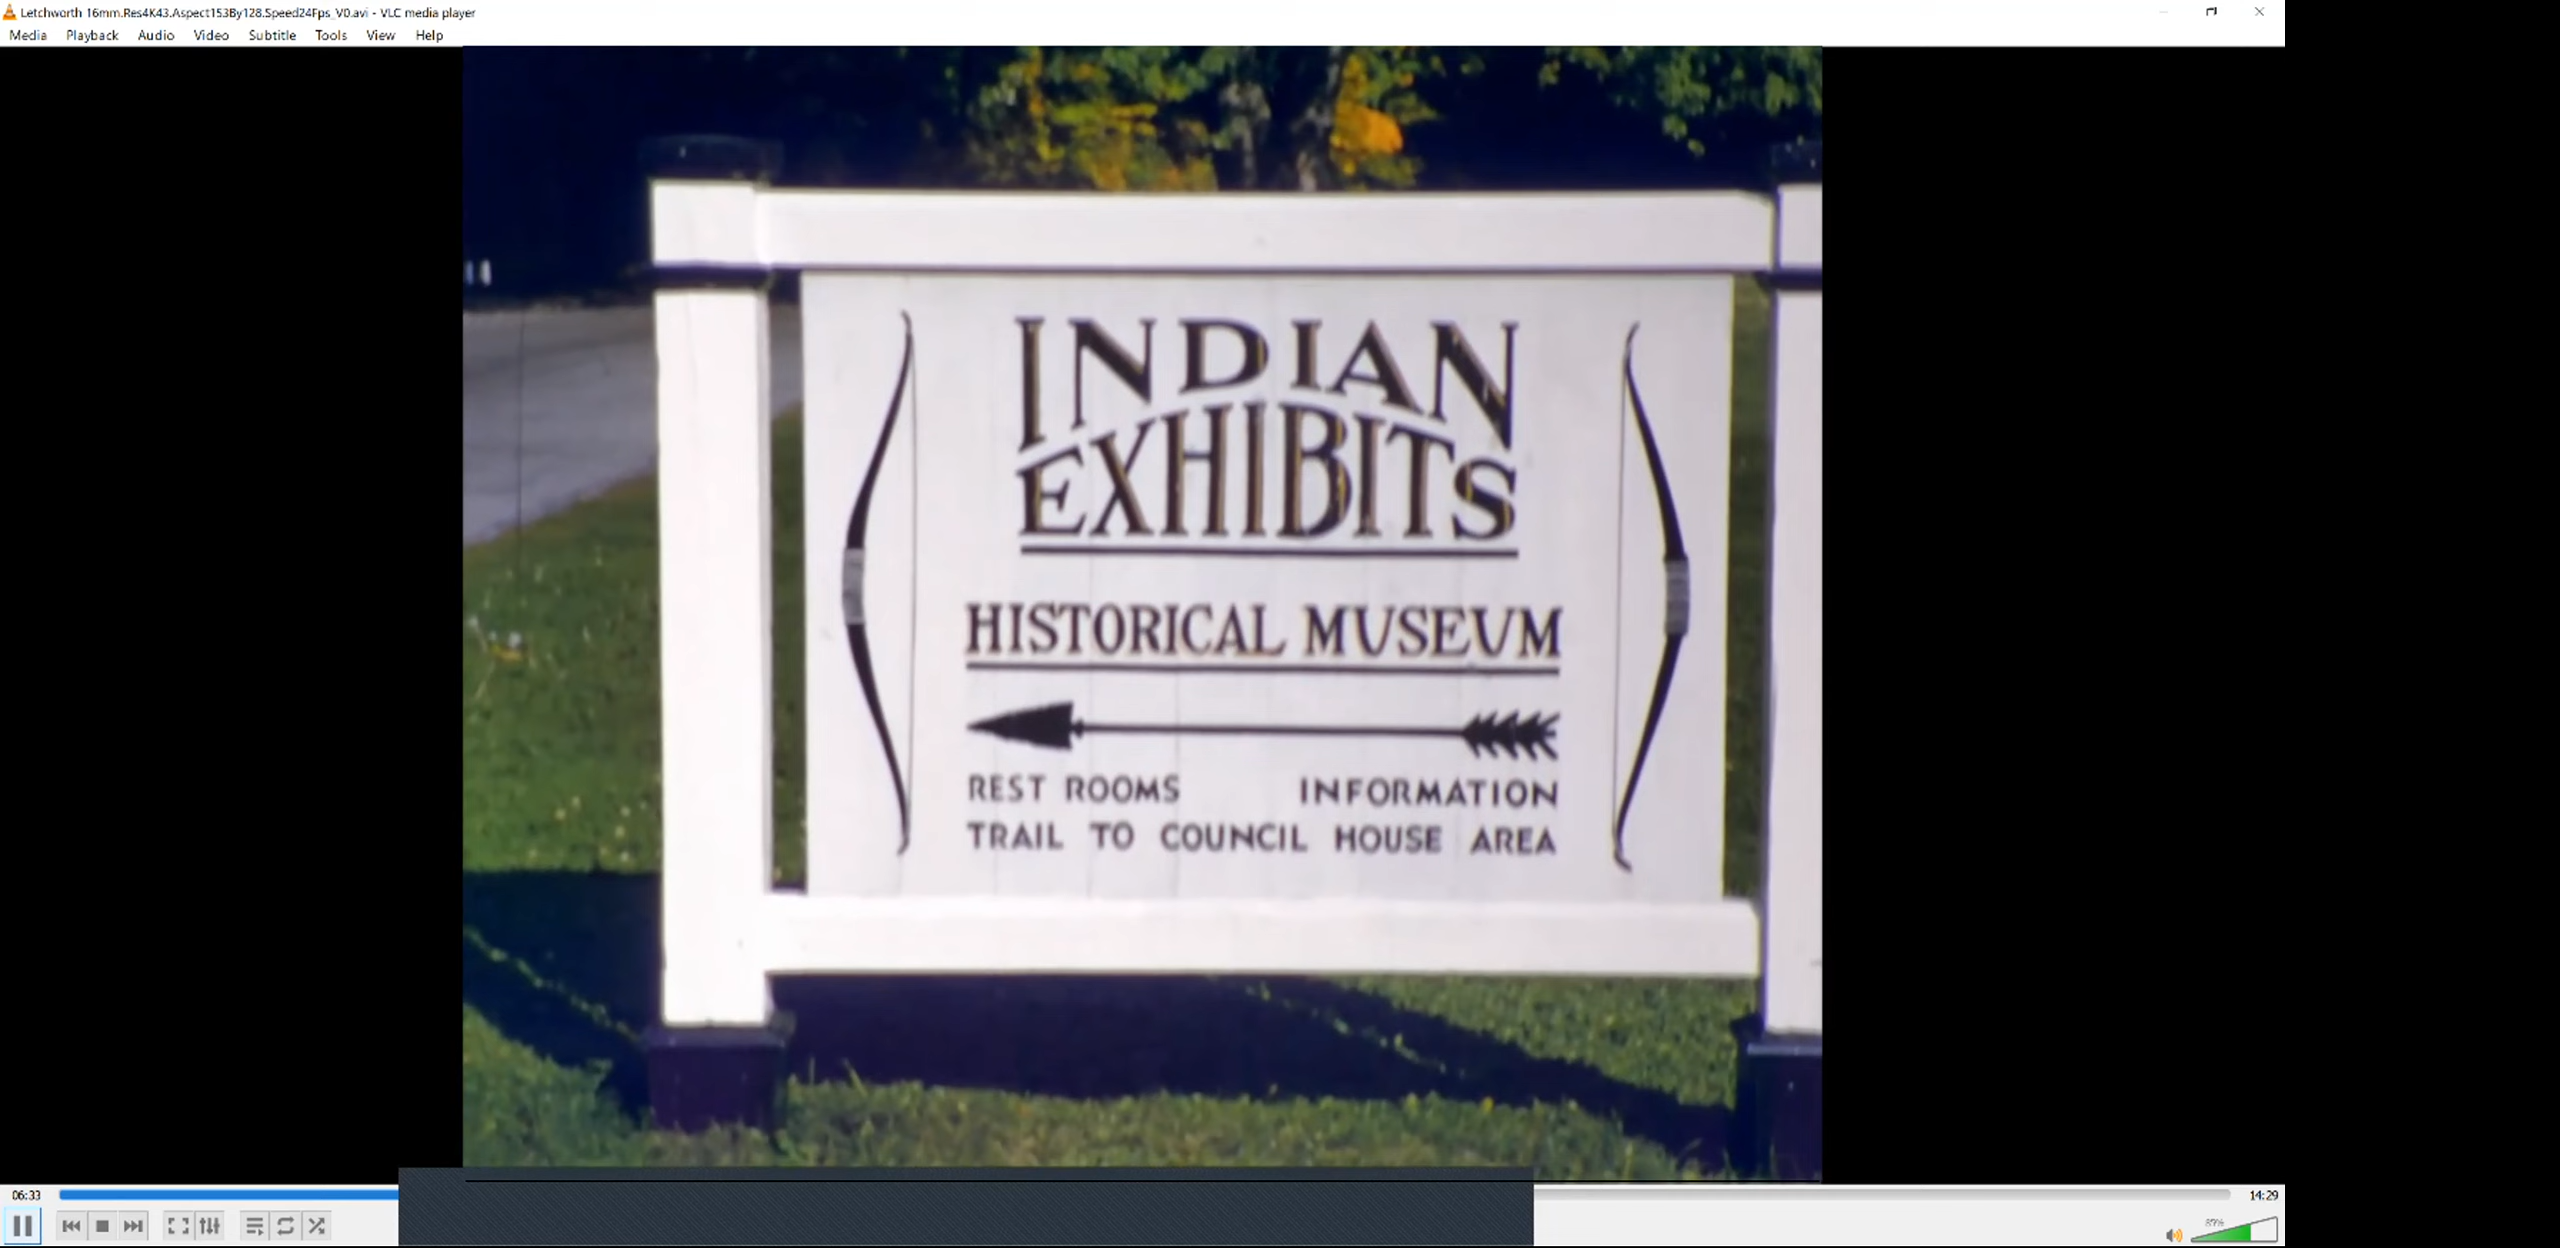 Letchworth 16mm.Res4K43.Aspect153By128.Speed24Fps_V0.avi - VLC media player
Media Playback Audio Video Subtitle Tools View Help
INDIAN
EXHIBITS
HISTORICAL MUSEUM
REST ROOMS INFORMATION
TRAIL TO COUNCIL HOUSE AREA
06:33 14:29
87%